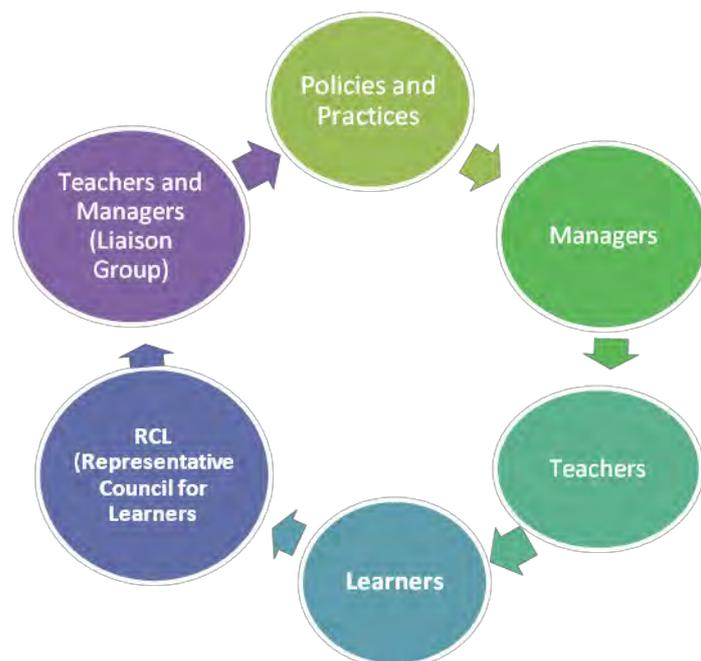 Policies and
Practices
Managers
Teachers
Learners
RCL
(Representative
Council for
Learners
Teachers and
Managers
(Liaison
Group)